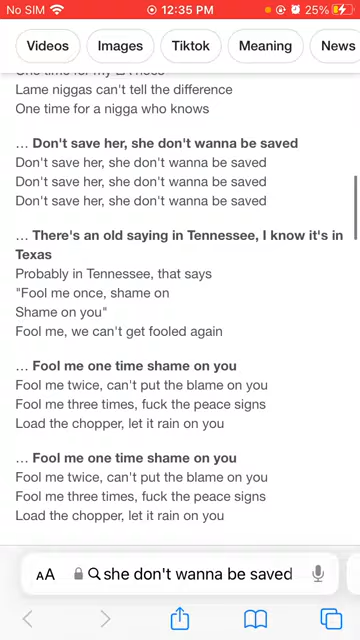 No SIM
12:35 PM
25%
Videos
Images
Tiktok
Meaning
News
Lame niggas can't tell the difference
One time for a nigga who knows
... Don't save her, she don't wanna be saved
Don't save her, she don't wanna be saved
Don't save her, she don't wanna be saved
Don't save her, she don't wanna be saved
... There's an old saying in Tennessee, I know it's in
Texas
Probably in Tennessee, that says
"Fool me once, shame on
Shame on you"
Fool me, we can't get fooled again
... Fool me one time shame on you
Fool me twice, can't put the blame on you
Fool me three times, fuck the peace signs
Load the chopper, let it rain on you
... Fool me one time shame on you
Fool me twice, can't put the blame on you
Fool me three times, fuck the peace signs
Load the chopper, let it rain on you
AA
she don't wanna be saved